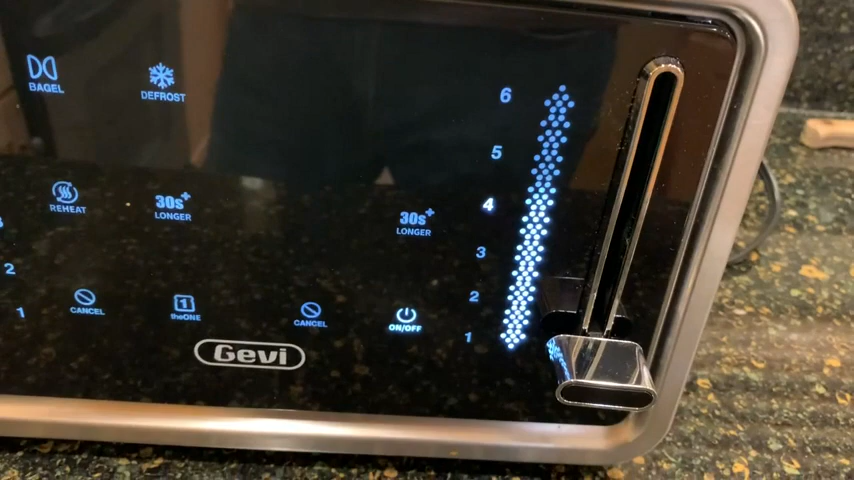 BAGEL
DEFROST
6
5
REHEAT
30s+
LONGER
4
30s+
LONGER
3
2
2
CANCEL
1
theONE
CANCEL
ON/OFF
1
1
Gevi